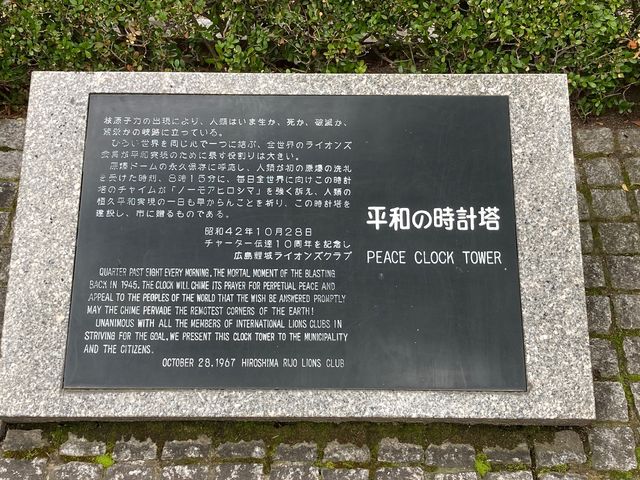 核原子力の出現により、人類はいま生か、死か、破滅か、
繁栄かの岐路に立っている。
ひろい世界を同じ心で一つに結ぶ、全世界のライオンズ
会員が平和実現のために果す役割りは大きい。
原爆ドームの永久保存に呼応し、人類が初の原爆の洗礼
を受けた時刻、8時15分に、毎日全世界に向けこの時計
塔のチャイムが「ノーモアヒロシマ」を強く訴え、人類の
恒久平和実現の一日も早からんことを祈り、この時計塔を
建設し、市に贈るものである。
昭和42年10月28日
チャーター伝達10周年を記念し
広島鯉城ライオンズクラブ
QUARTER PAST EIGHT EVERY MORNING, THE MORTAL MOMENT OF THE BLASTING
BACK IN 1945, THE CLOCK WILL CHIME ITS PRAYER FOR PERPETUAL PEACE AND
APPEAL TO THE PEOPLES OF THE WORLD THAT THE WISH BE ANSWERED PROMPTLY
MAY THE CHIME PERVADE THE REMOTEST CORNERS OF THE EARTH!
UNANIMOUS WITH ALL THE MEMBERS OF INTERNATIONAL LIONS CLUBS IN
STRIVING FOR THE GOAL, WE PRESENT THIS CLOCK TOWER TO THE MUNICIPALITY
AND THE CITIZENS.
OCTOBER 28.1967 HIROSHIMA RIJO LIONS CLUB
平和の時計塔
PEACE CLOCK TOWER